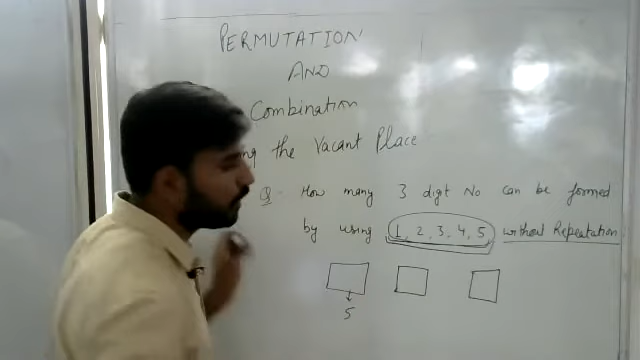 PERMUTATION
AND
Combination
the Vacant Place
Q - How many 3 digit No can be formed
by using 1, 2, 3, 4, 5 without Repeatation
5